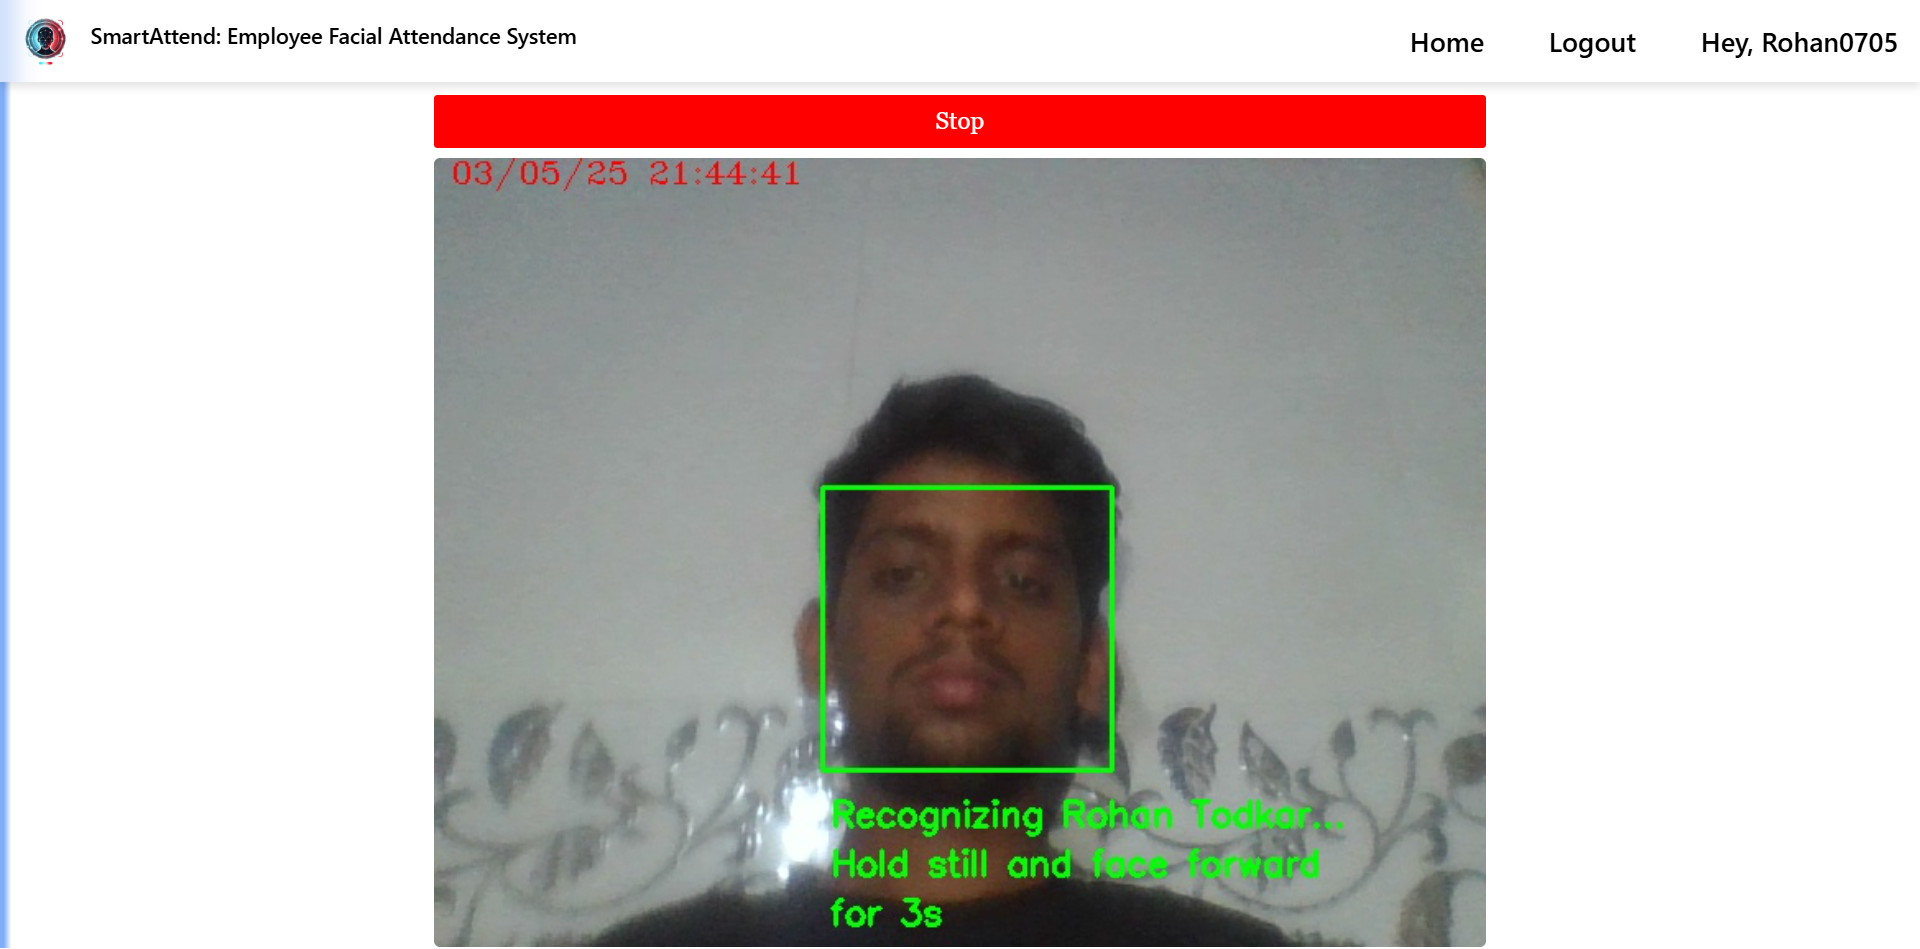 SmartAttend: Employee Facial Attendance System
Home
Logout
Hey, Rohan0705
Stop
03/05/25 21:44:41
Recognizing Rohan Todkar...
Hold still and face forward
for 3s